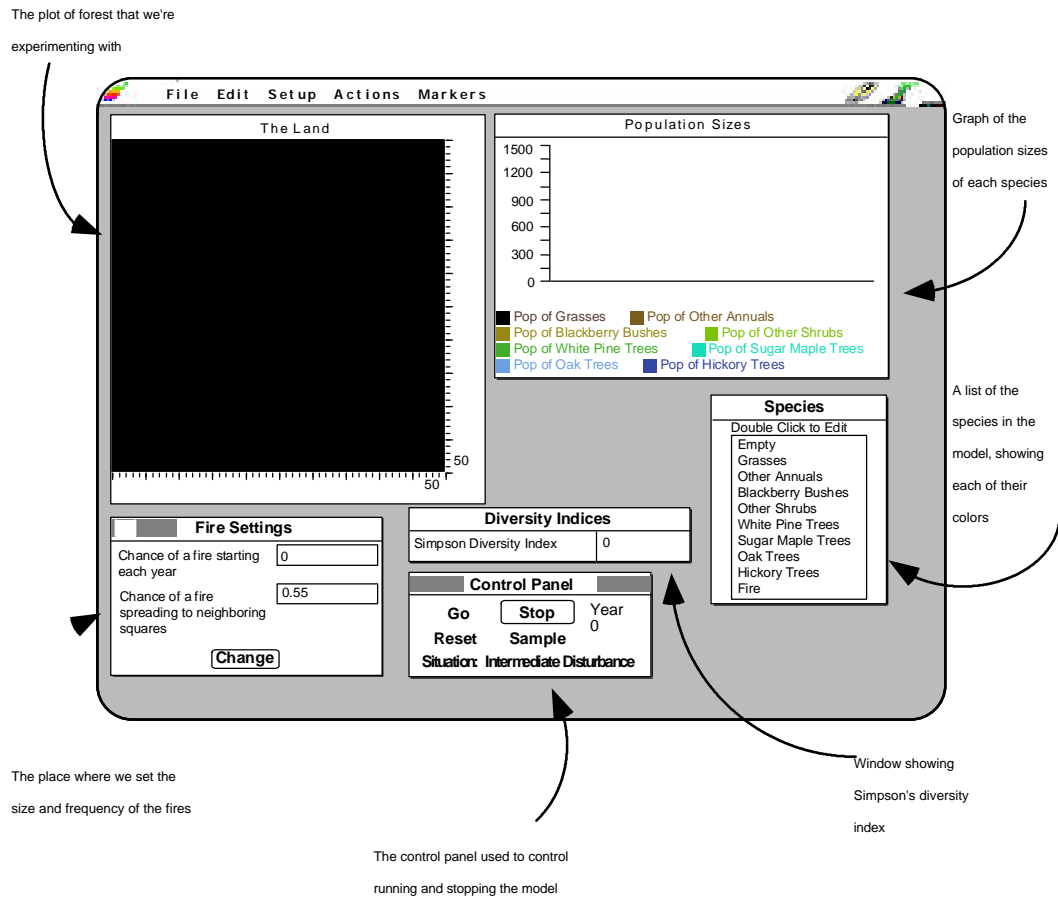 The plot of forest that we're
experimenting with
File Edit Setup Actions Markers
The Land
50
50
Population Sizes
1500
1200
900
600
300
0
Pop of Grasses Pop of Other Annuals
Pop of Blackberry Bushes Pop of Other Shrubs
Pop of White Pine Trees Pop of Sugar Maple Trees
Pop of Oak Trees Pop of Hickory Trees
Graph of the
population sizes
of each species
Species
Double Click to Edit
Empty
Grasses
Other Annuals
Blackberry Bushes
Other Shrubs
White Pine Trees
Sugar Maple Trees
Oak Trees
Hickory Trees
Fire
A list of the
species in the
model, showing
each of their
colors
Fire Settings
Chance of a fire starting
each year
0
Chance of a fire
spreading to neighboring
squares
0.55
Change
Diversity Indices
Simpson Diversity Index 0
Control Panel
Go Stop Year
0
Reset Sample
Situation: Intermediate Disturbance
The place where we set the
size and frequency of the fires
The control panel used to control
running and stopping the model
Window showing
Simpson's diversity
index